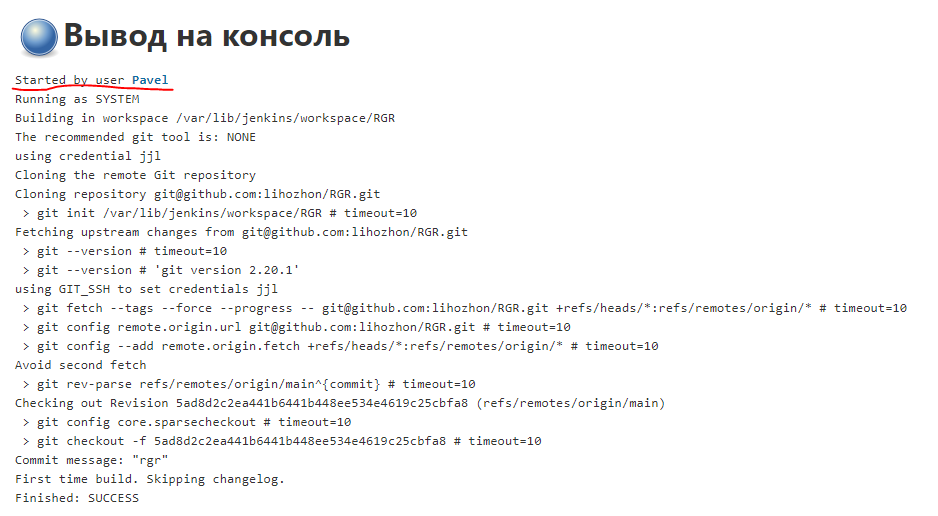 Вывод на консоль
Started by user Pavel
Running as SYSTEM
Building in workspace /var/lib/jenkins/workspace/RGR
The recommended git tool is: NONE
using credential jjl
Cloning the remote Git repository
Cloning repository git@github.com:lihozhon/RGR.git
 > git init /var/lib/jenkins/workspace/RGR # timeout=10
Fetching upstream changes from git@github.com:lihozhon/RGR.git
 > git --version # timeout=10
 > git --version # 'git version 2.20.1'
using GIT_SSH to set credentials jjl
 > git fetch --tags --force --progress -- git@github.com:lihozhon/RGR.git +refs/heads/*:refs/remotes/origin/* # timeout=10
 > git config remote.origin.url git@github.com:lihozhon/RGR.git # timeout=10
 > git config --add remote.origin.fetch +refs/heads/*:refs/remotes/origin/* # timeout=10
Avoid second fetch
 > git rev-parse refs/remotes/origin/main^{commit} # timeout=10
Checking out Revision 5ad8d2c2ea441b6441b448ee534e4619c25cbfa8 (refs/remotes/origin/main)
 > git config core.sparsecheckout # timeout=10
 > git checkout -f 5ad8d2c2ea441b6441b448ee534e4619c25cbfa8 # timeout=10
Commit message: "rgr"
First time build. Skipping changelog.
Finished: SUCCESS